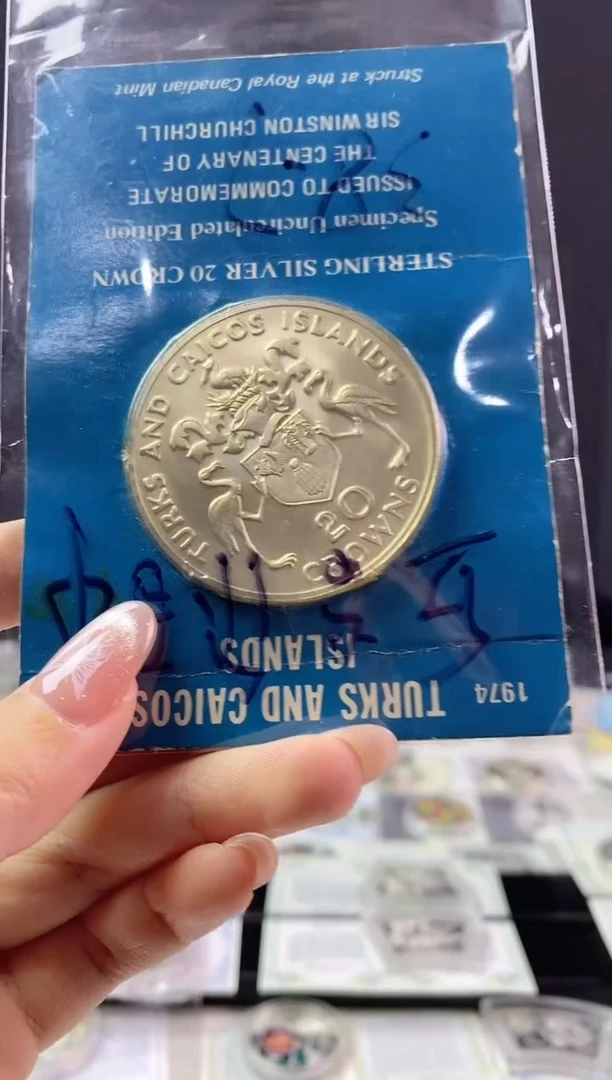 1974
TURKS AND CAICOS
ISLANDS
TURKS AND CAICOS ISLANDS
20
CROWNS
STERLING SILVER 20 CROWN
Specimen Uncirculated Edition
ISSUED TO COMMEMORATE
THE CENTENARY OF
SIR WINSTON CHURCHILL
Struck at the Royal Canadian Mint